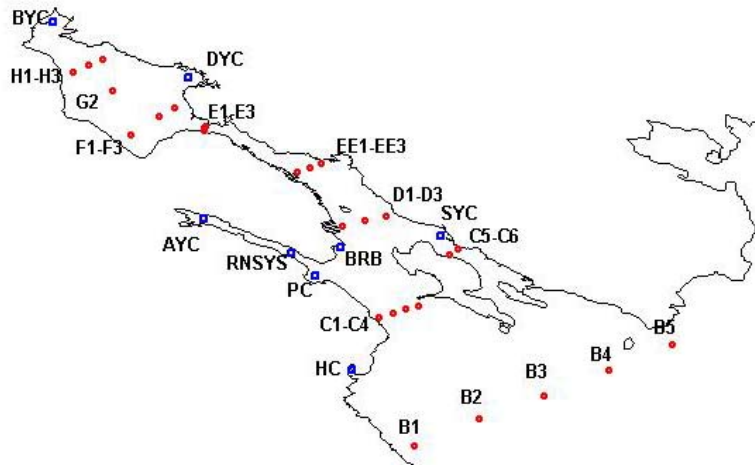 BYC
DYC
H1-H3
G2
E1-E3
F1-F3
EE1-EE3
D1-D3
SYC
AYC
C5-C6
RNSYS
BRB
PC
C1-C4
B5
HC
B4
B3
B2
B1